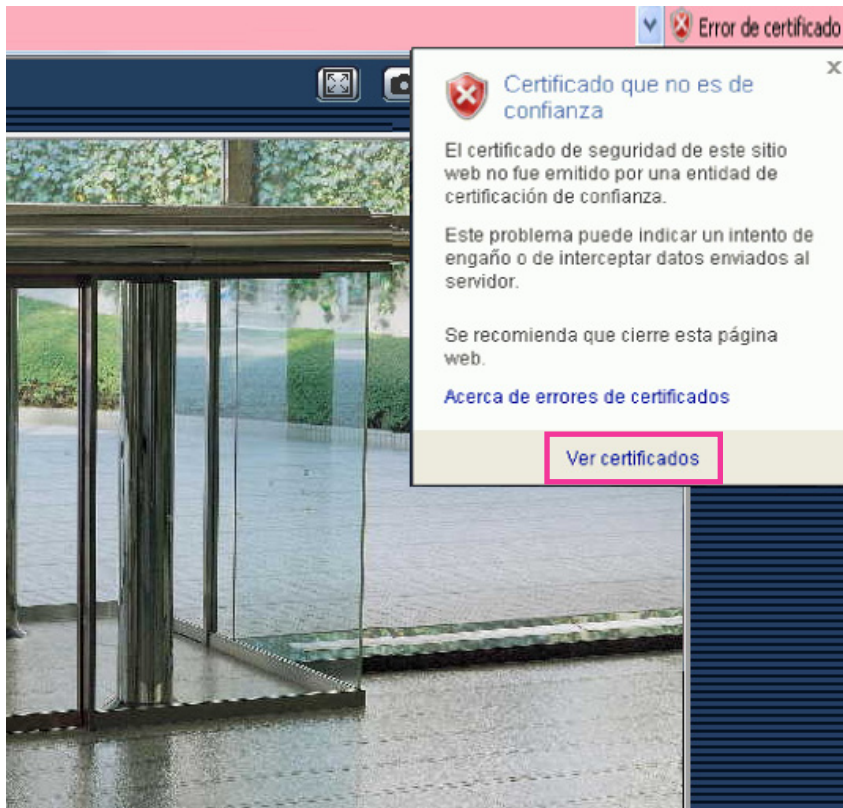 Error de certificado
Certificado que no es de
confianza
El certificado de seguridad de este sitio
web no fue emitido por una entidad de
certificación de confianza.
Este problema puede indicar un intento de
engaño o de interceptar datos enviados al
servidor.
Se recomienda que cierre esta página
web.
Acerca de errores de certificados
Ver certificados